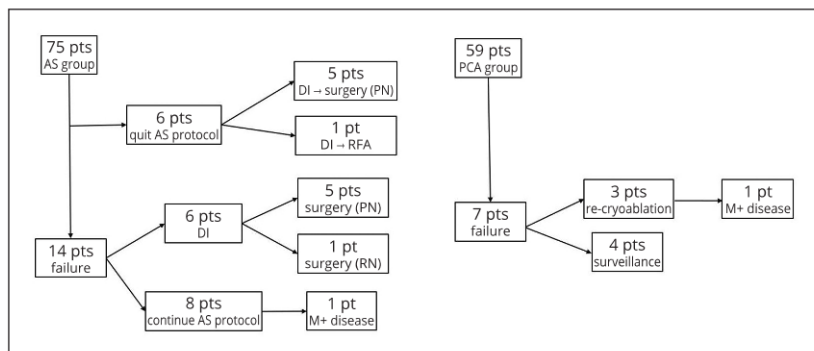 75 pts
AS group
6 pts
quit AS protocol
5 pts
DI → surgery (PN)
1 pt
DI → RFA
14 pts
failure
6 pts
DI
5 pts
surgery (PN)
1 pt
surgery (RN)
8 pts
continue AS protocol
1 pt
M+ disease
59 pts
PCA group
7 pts
failure
3 pts
re-cryoablation
1 pt
M+ disease
4 pts
surveillance